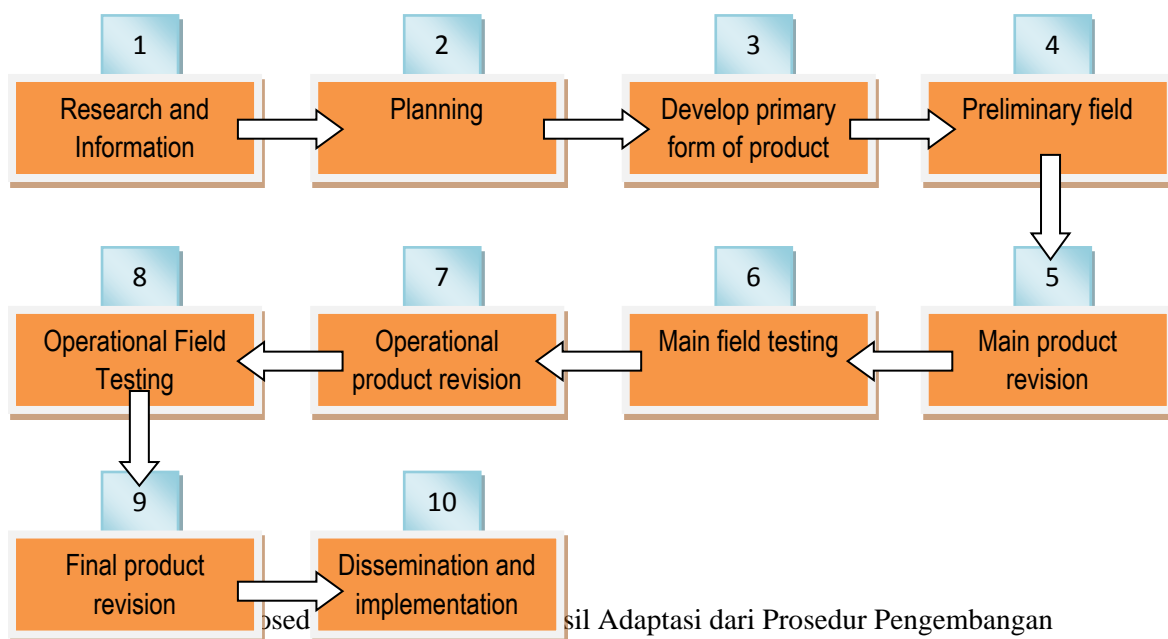 1
Research and
Information
2
Planning
3
Develop primary
form of product
4
Preliminary field
5
Main product
revision
6
Main field testing
7
Operational
product revision
8
Operational Field
Testing
9
Final product
revision
10
Dissemination and
implementation
Adaptasi dari Prosedur Pengembangan